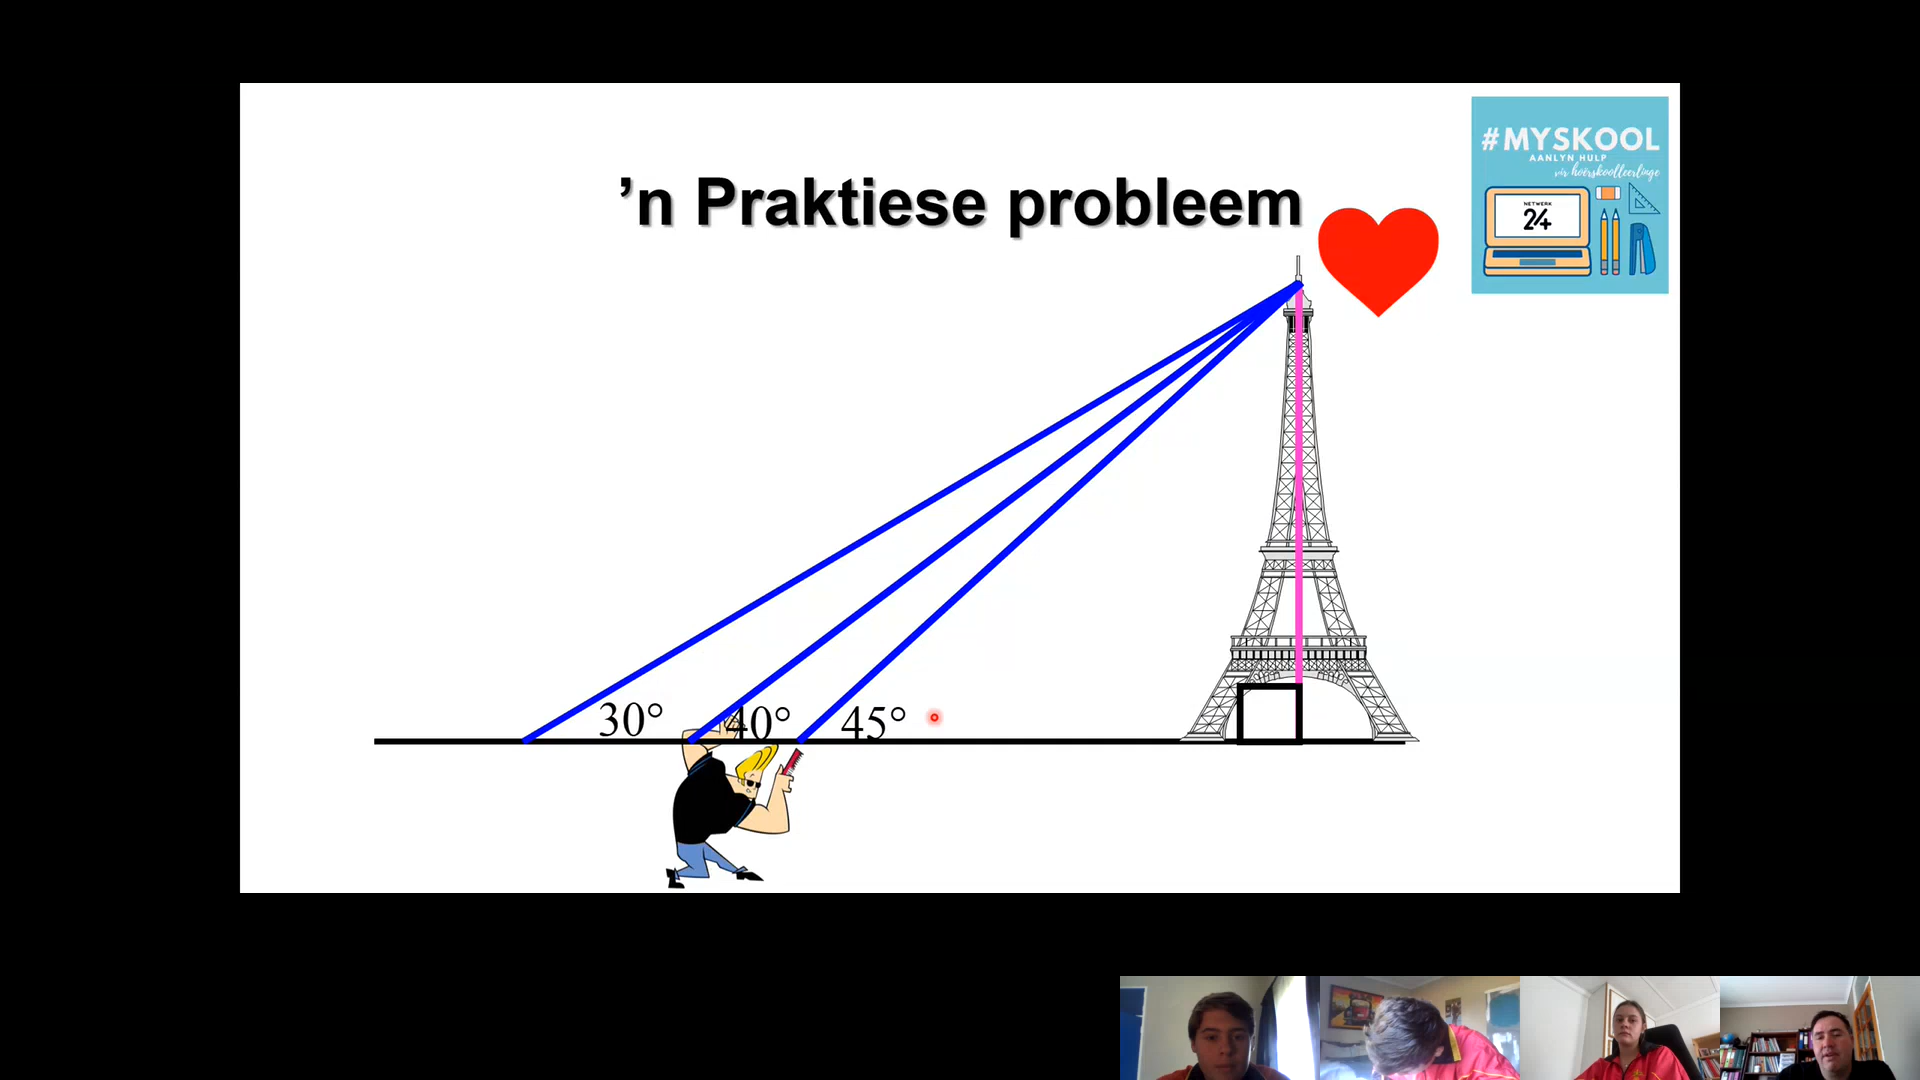 ’n Praktiese probleem
#MYSKOOL
AANLYN HULP
vir hoërskoolleerlinge
NETWERK
24
30°
40°
45°